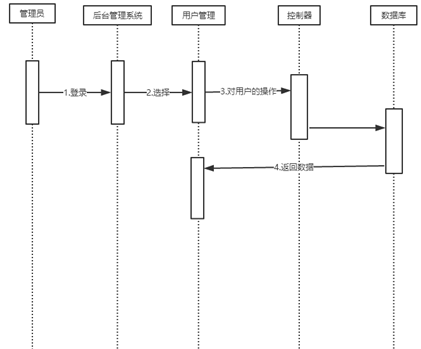 管理员
后台管理系统
用户管理
控制器
数据库
1.登录
2.选择
3.对用户的操作
4.返回数据